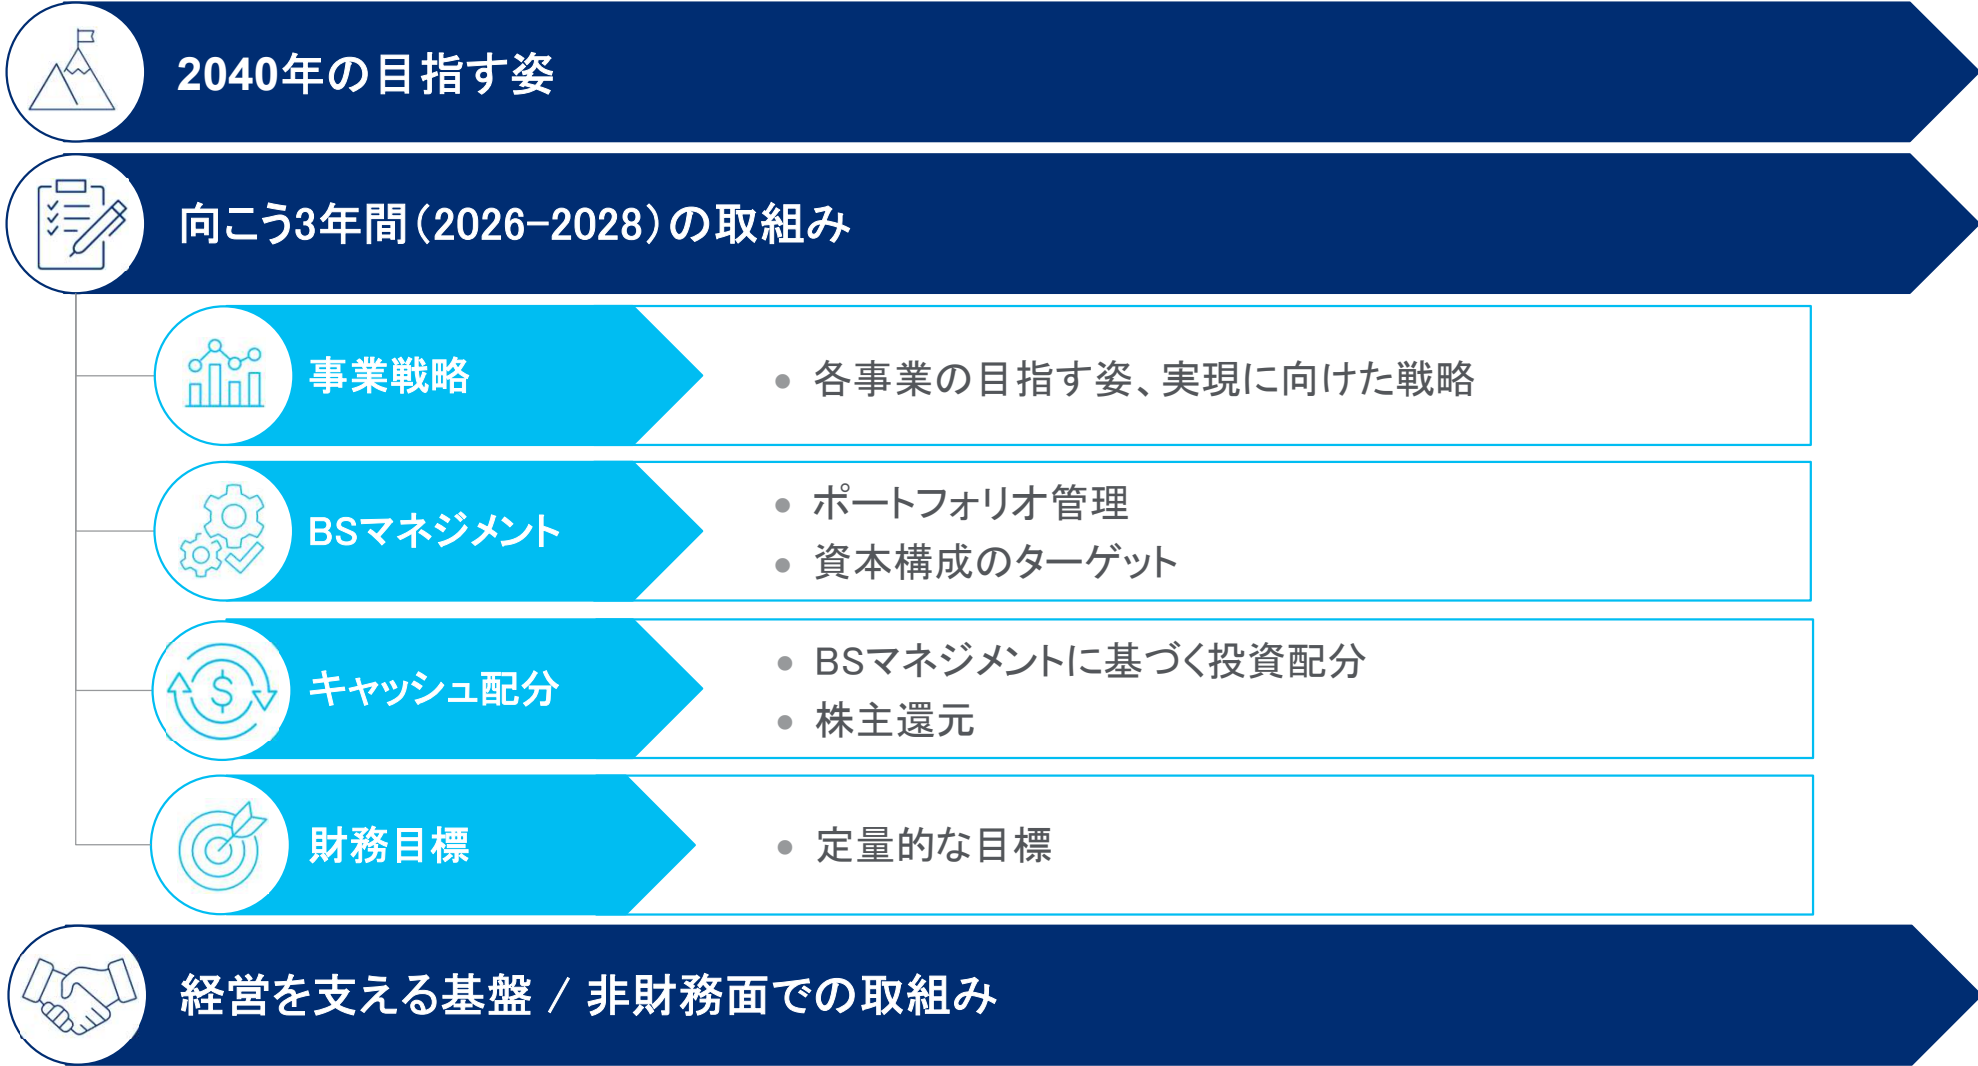 2040年の目指す姿
向こう3年間（2026-2028）の取組み
事業戦略
● 各事業の目指す姿、実現に向けた戦略
BSマネジメント
● ポートフォリオ管理
● 資本構成のターゲット
キャッシュ配分
● BSマネジメントに基づく投資配分
● 株主還元
財務目標
● 定量的な目標
経営を支える基盤 / 非財務面での取組み